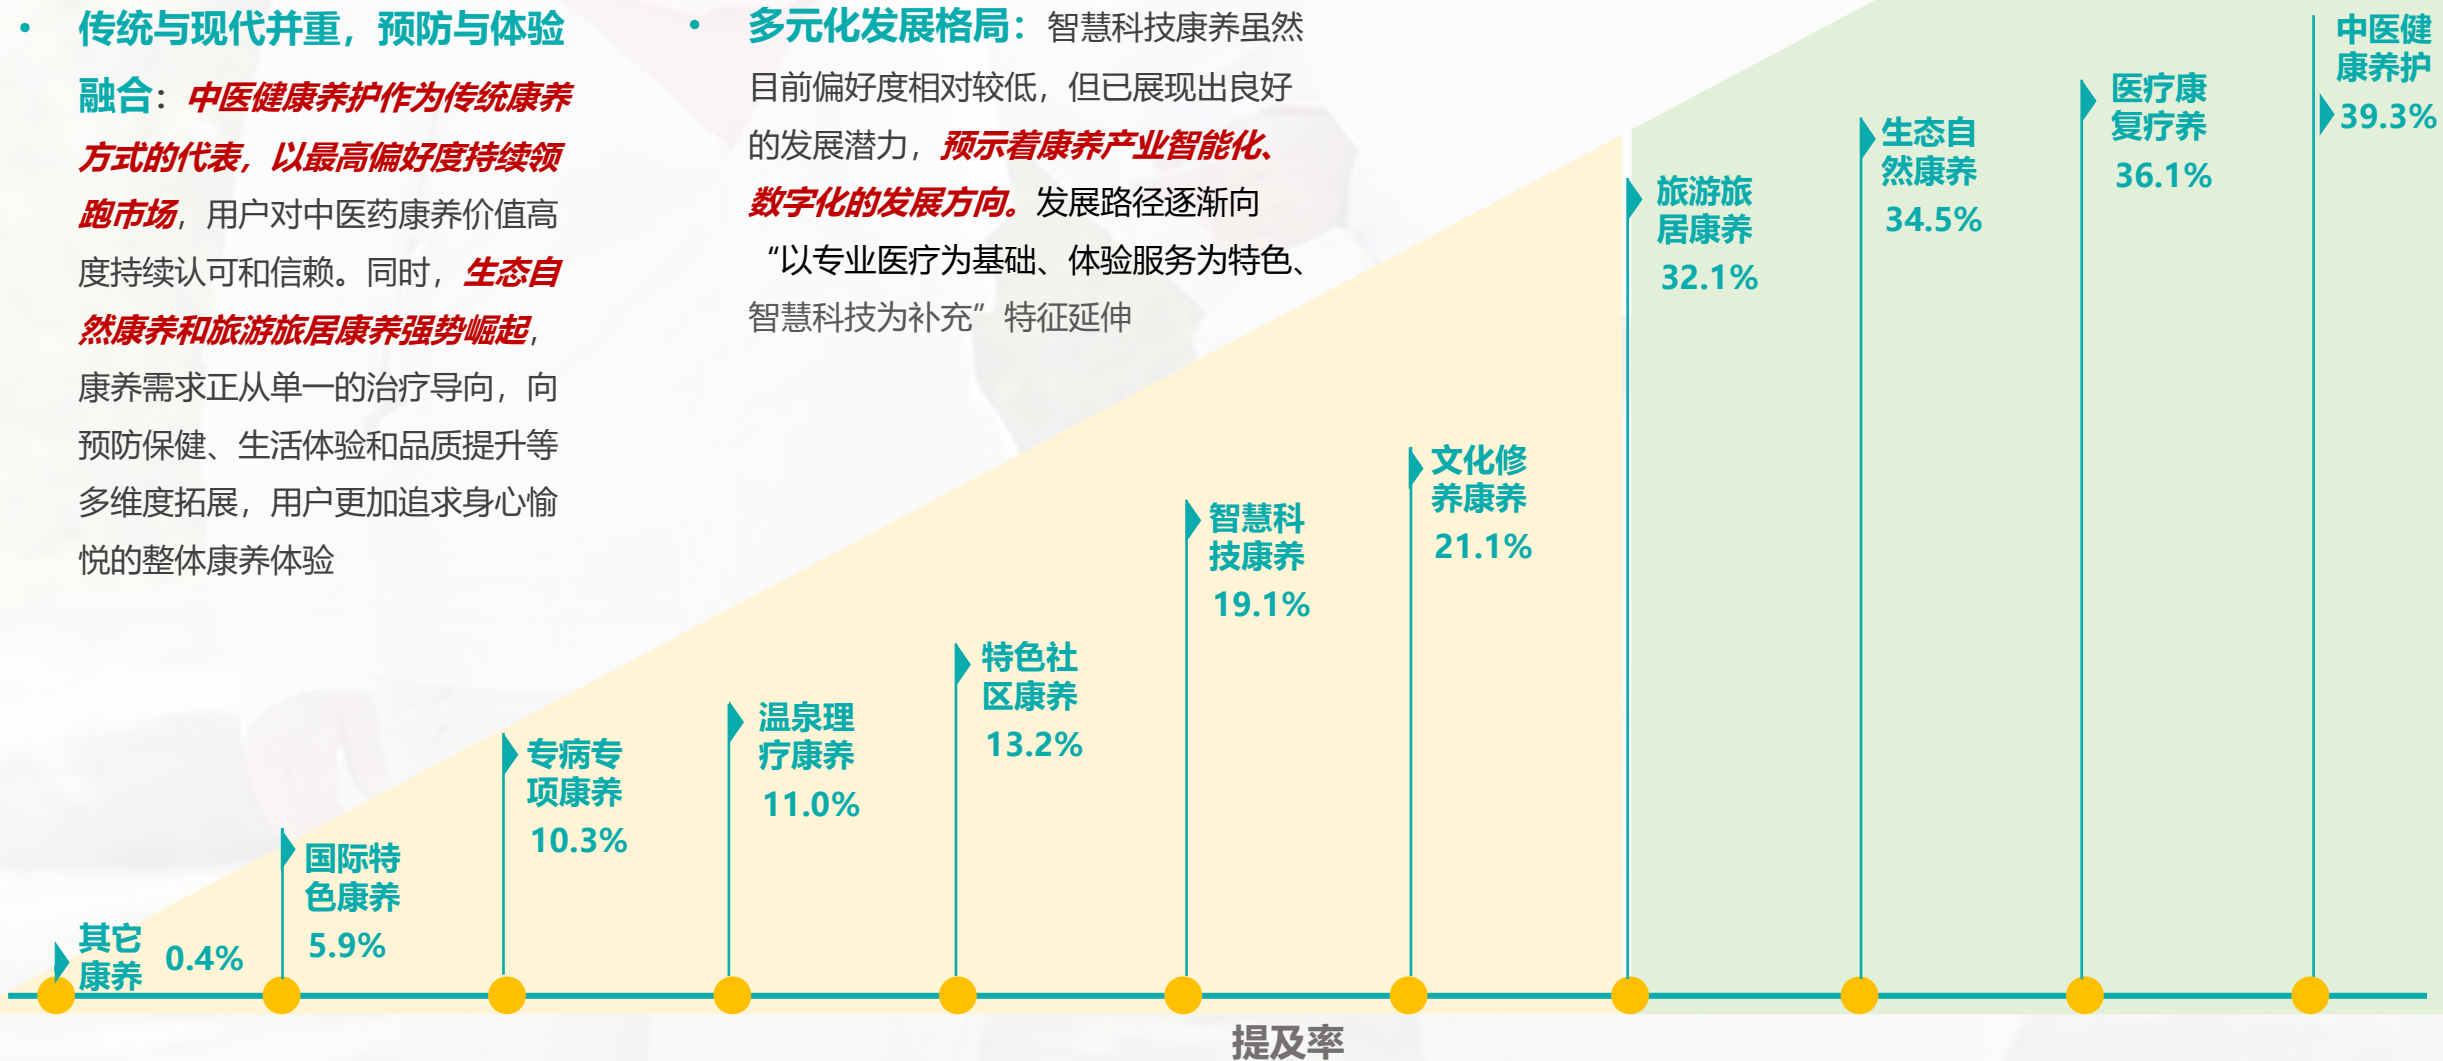 • 传统与现代并重，预防与体验
融合：中医健康养护作为传统康养
方式的代表，以最高偏好度持续领
跑市场，用户对中医药康养价值高
度持续认可和信赖。同时，生态自
然康养和旅游旅居康养强势崛起，
康养需求正从单一的治疗导向，向
预防保健、生活体验和品质提升等
多维度拓展，用户更加追求身心愉
悦的整体康养体验
• 多元化发展格局：智慧科技康养虽然
目前偏好度相对较低，但已展现出良好
的发展潜力，预示着康养产业智能化、
数字化的发展方向。发展路径逐渐向
“以专业医疗为基础、体验服务为特色、
智慧科技为补充”特征延伸
其它
康养
0.4%
国际特
色康养
5.9%
专病专
项康养
10.3%
温泉理
疗康养
11.0%
特色社
区康养
13.2%
智慧科
技康养
19.1%
文化修
养康养
21.1%
旅游旅
居康养
32.1%
生态自
然康养
34.5%
医疗康
复疗养
36.1%
中医健
康养护
39.3%
提及率